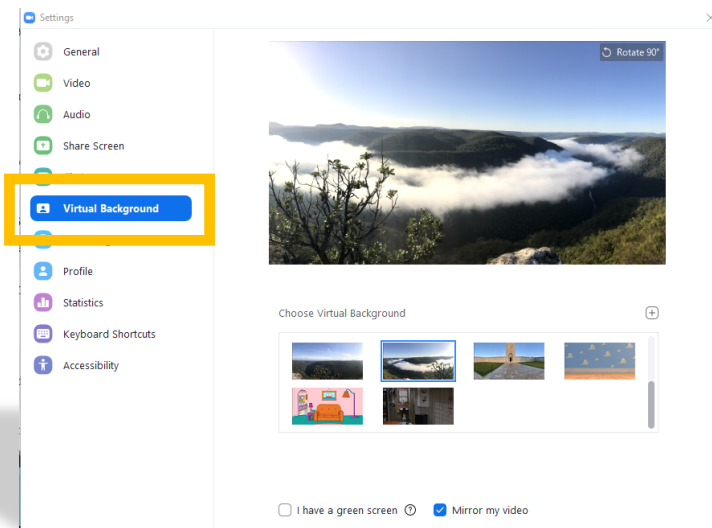 Settings
General
Video
Audio
Share Screen
Virtual Background
Profile
Statistics
Keyboard Shortcuts
Accessibility
Rotate 90°
Choose Virtual Background
I have a green screen
Mirror my video